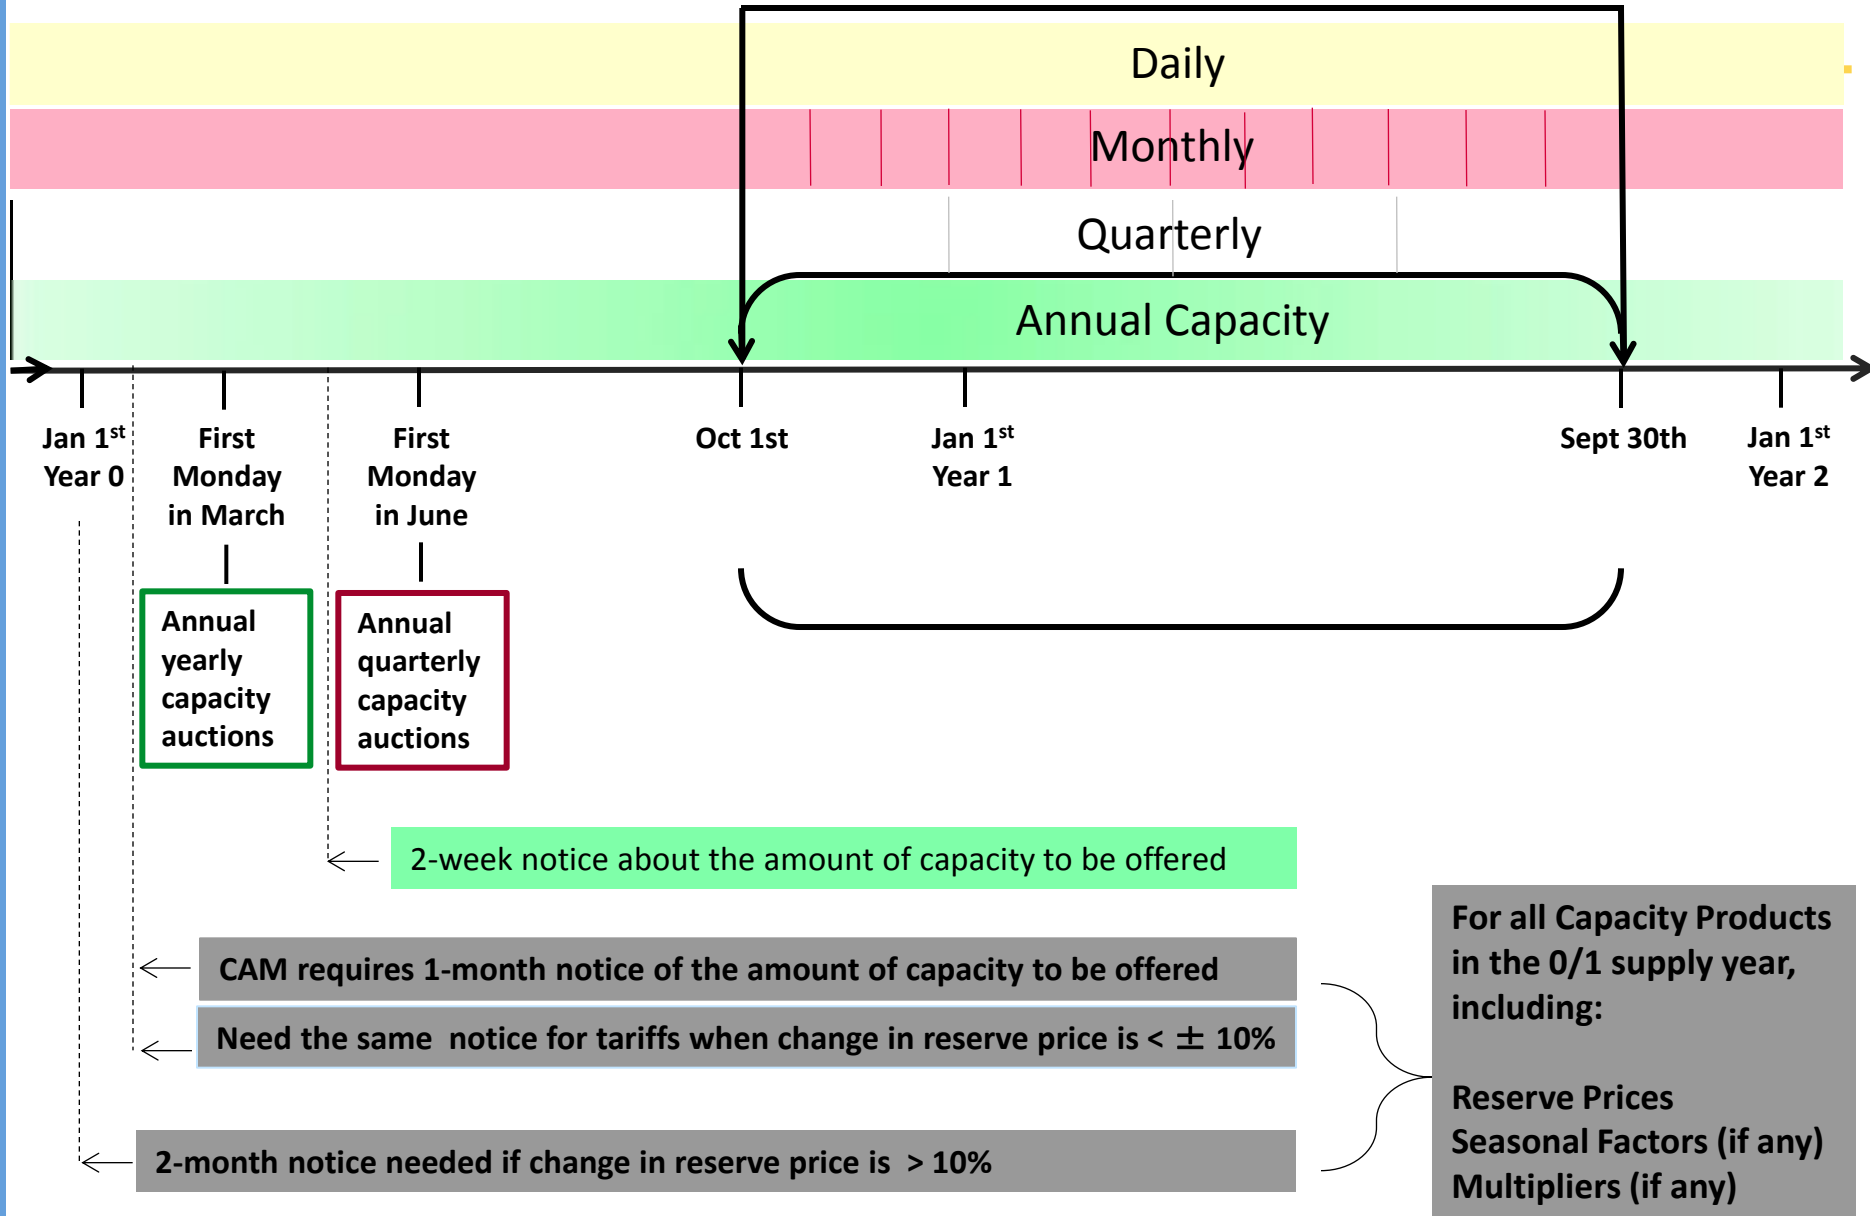 Daily
Monthly
Quarterly
Annual Capacity
Jan 1st
Year 0
First
Monday
in March
First
Monday
in June
Oct 1st
Jan 1st
Year 1
Sept 30th
Jan 1st
Year 2
Annual
yearly
capacity
auctions
Annual
quarterly
capacity
auctions
2-week notice about the amount of capacity to be offered
CAM requires 1-month notice of the amount of capacity to be offered
Need the same  notice for tariffs when change in reserve price is < ± 10%
2-month notice needed if change in reserve price is  > 10%
For all Capacity Products
in the 0/1 supply year,
including:
Reserve Prices
Seasonal Factors (if any)
Multipliers (if any)